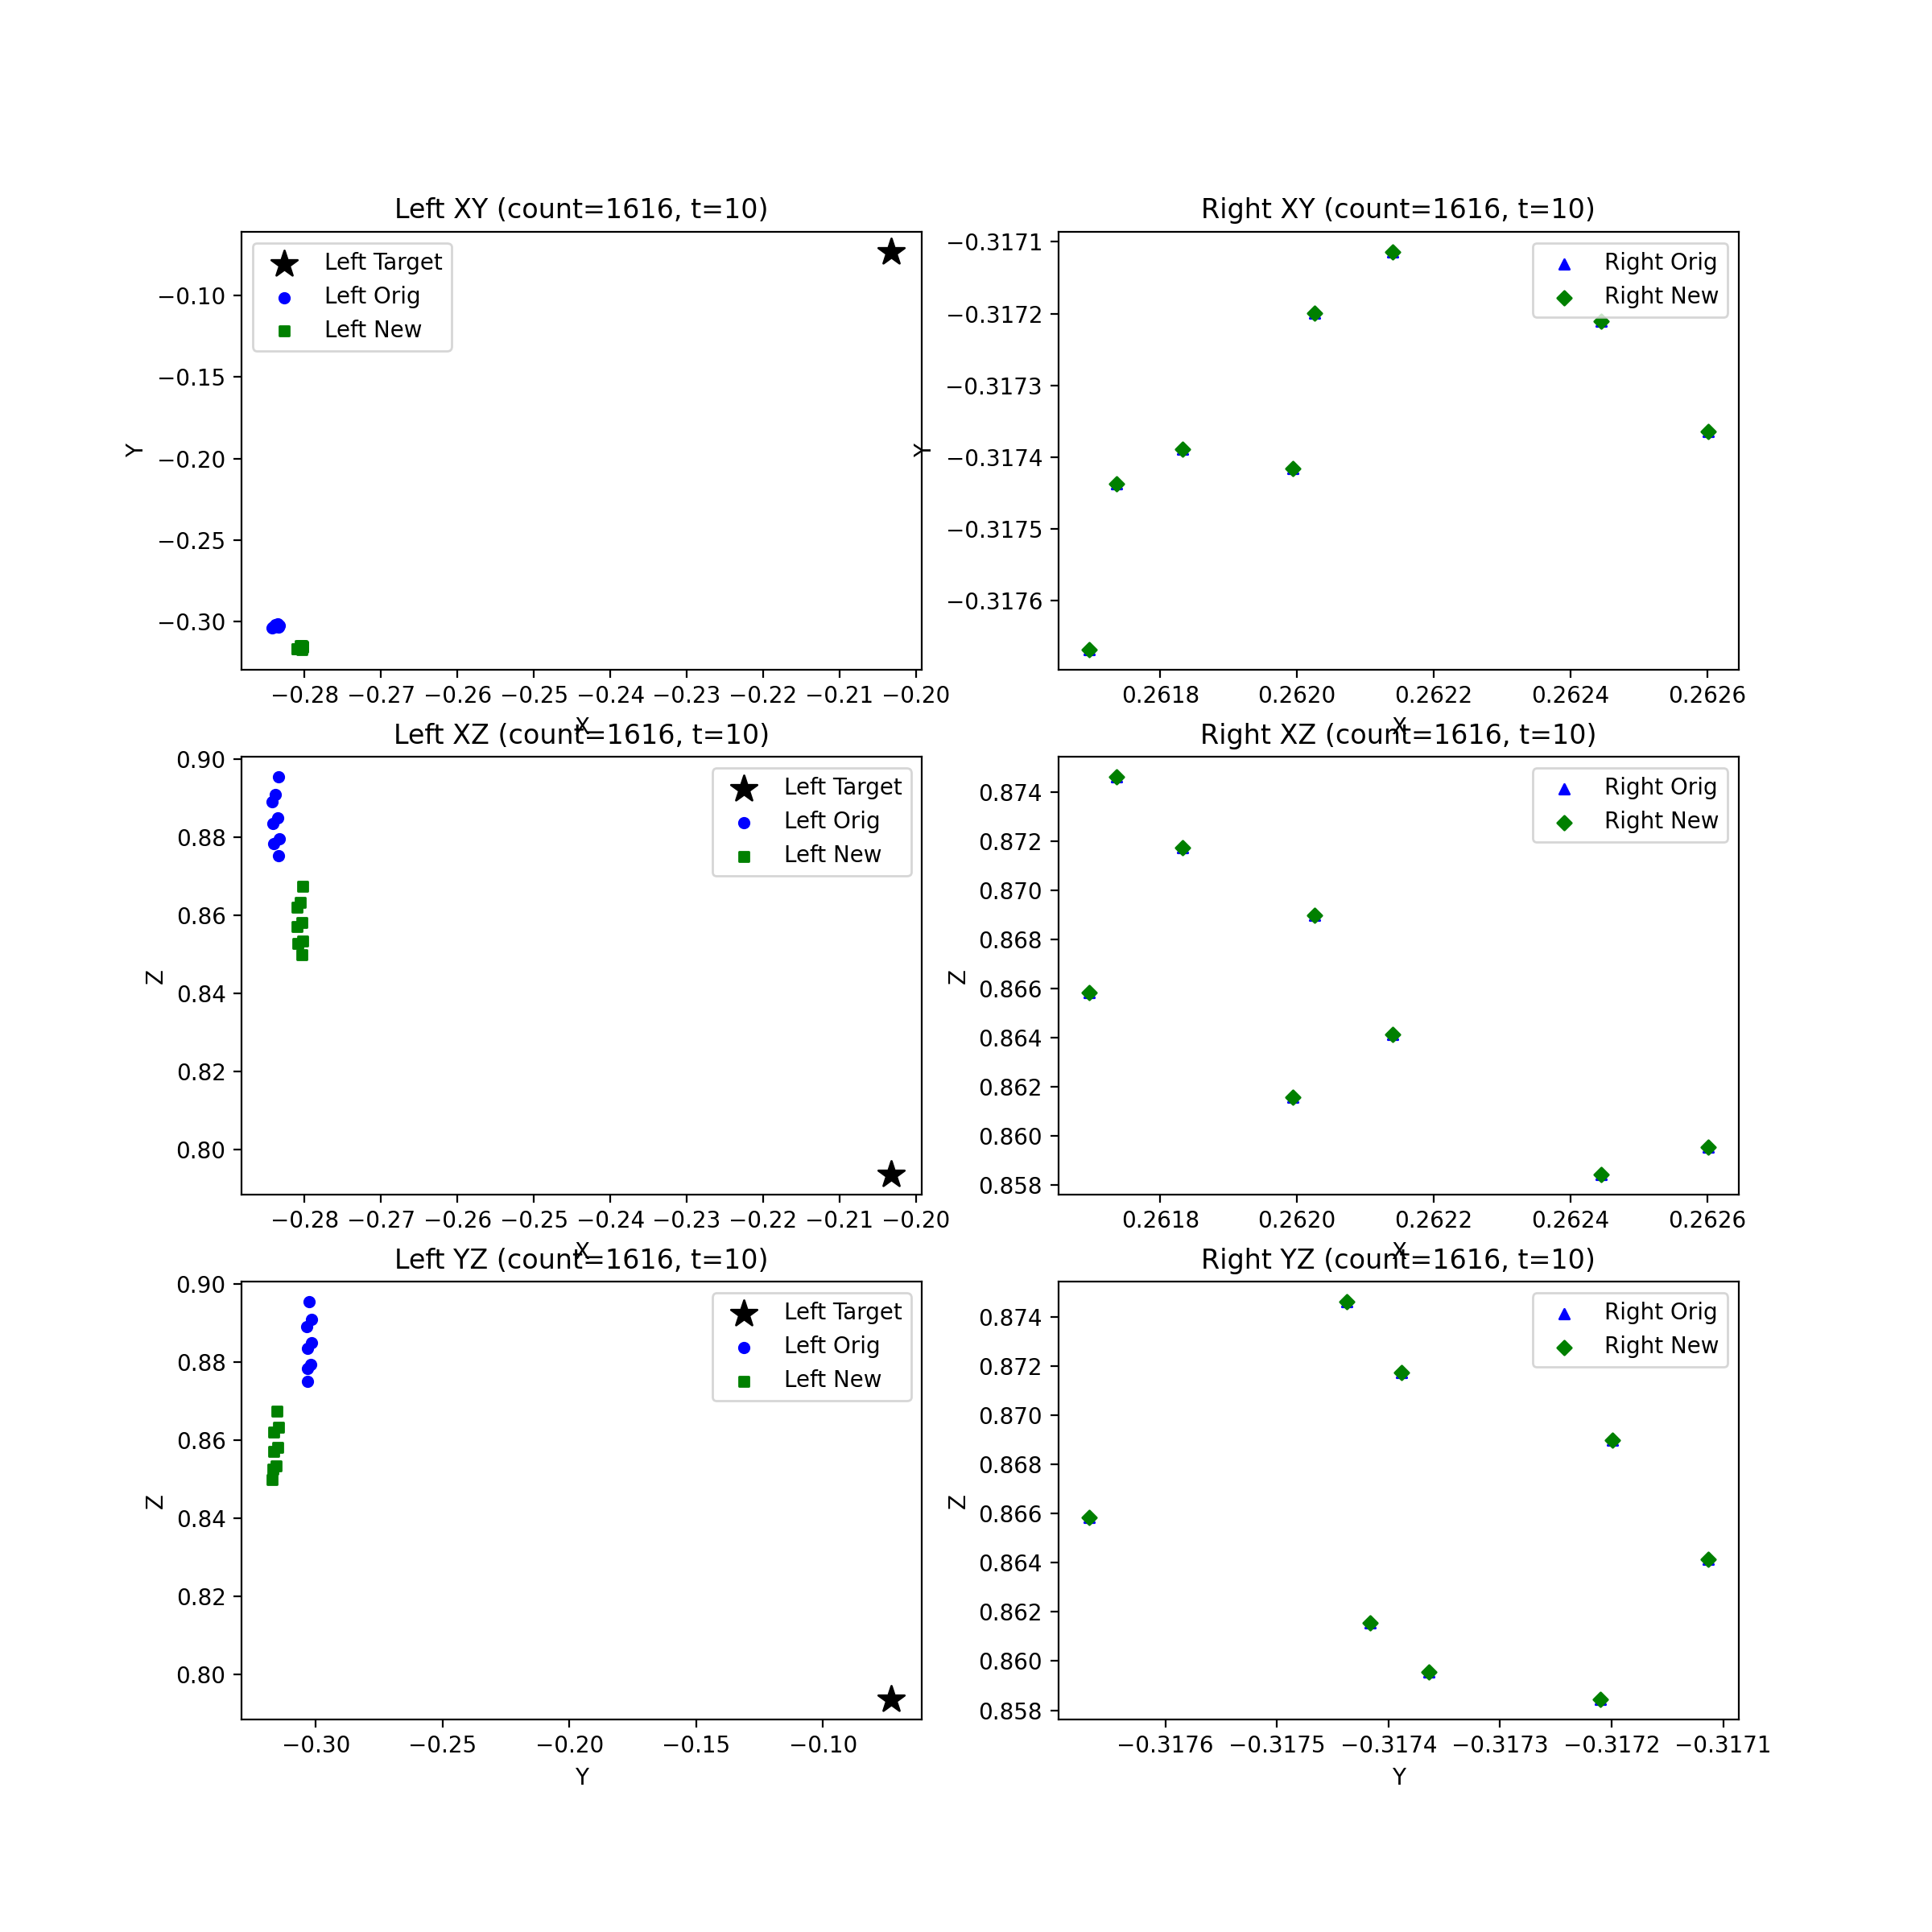 Left XY (count=1616, t=10)
Right XY (count=1616, t=10)
Left Target
Left Orig
Left New
Right Orig
Right New
−0.10
−0.15
−0.20
−0.25
−0.30
Y
−0.28 −0.27 −0.26 −0.25 −0.24 −0.23 −0.22 −0.21 −0.20
X
−0.3171
−0.3172
−0.3173
−0.3174
−0.3175
−0.3176
Y
0.2618 0.2620 0.2622 0.2624 0.2626
X
Left XZ (count=1616, t=10)
Right XZ (count=1616, t=10)
Left Target
Left Orig
Left New
Right Orig
Right New
0.90
0.88
0.86
0.84
0.82
0.80
Z
−0.28 −0.27 −0.26 −0.25 −0.24 −0.23 −0.22 −0.21 −0.20
X
0.874
0.872
0.870
0.868
0.866
0.864
0.862
0.860
0.858
Z
0.2618 0.2620 0.2622 0.2624 0.2626
X
Left YZ (count=1616, t=10)
Right YZ (count=1616, t=10)
Left Target
Left Orig
Left New
Right Orig
Right New
0.90
0.88
0.86
0.84
0.82
0.80
Z
−0.30 −0.25 −0.20 −0.15 −0.10
Y
0.874
0.872
0.870
0.868
0.866
0.864
0.862
0.860
0.858
Z
−0.3176 −0.3175 −0.3174 −0.3173 −0.3172 −0.3171
Y